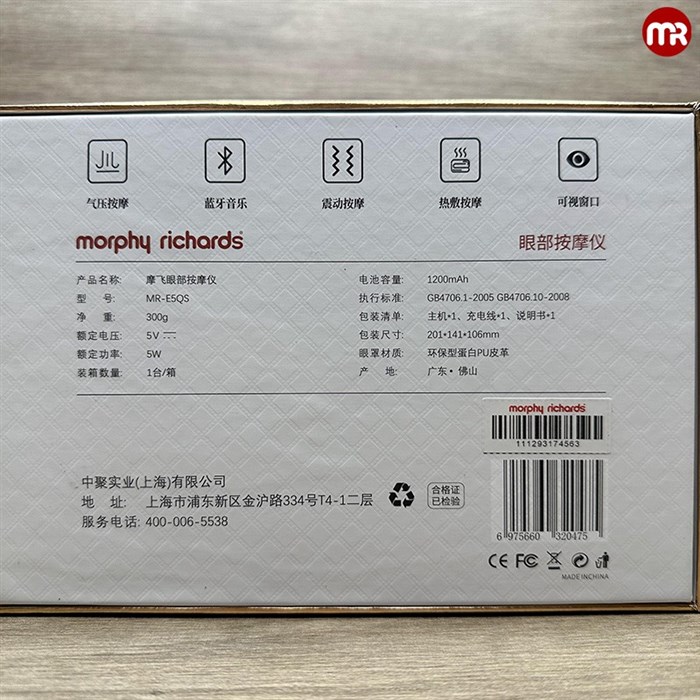 mR
气压按摩 蓝牙音乐 震动按摩 热敷按摩 可视窗口
morphy richards® 眼部按摩仪
产品名称: 摩飞眼部按摩仪 电池容量: 1200mAh
型 号: MR-E5QS 执行标准: GB4706.1-2005 GB4706.10-2008
净 重: 300g 包装清单: 主机*1、充电线*1、说明书*1
额定电压: 5V 包装尺寸: 201*141*106mm
额定功率: 5W 眼罩材质: 环保型蛋白PU皮革
装箱数量: 1台/箱 产 地: 广东·佛山
morphy richards
111293174563
中聚实业(上海)有限公司
地 址: 上海市浦东新区金沪路334号T4-1二层
服务电话: 400-006-5538
合格证
已检验
6 975660 320475
CE FC
MADE IN CHINA